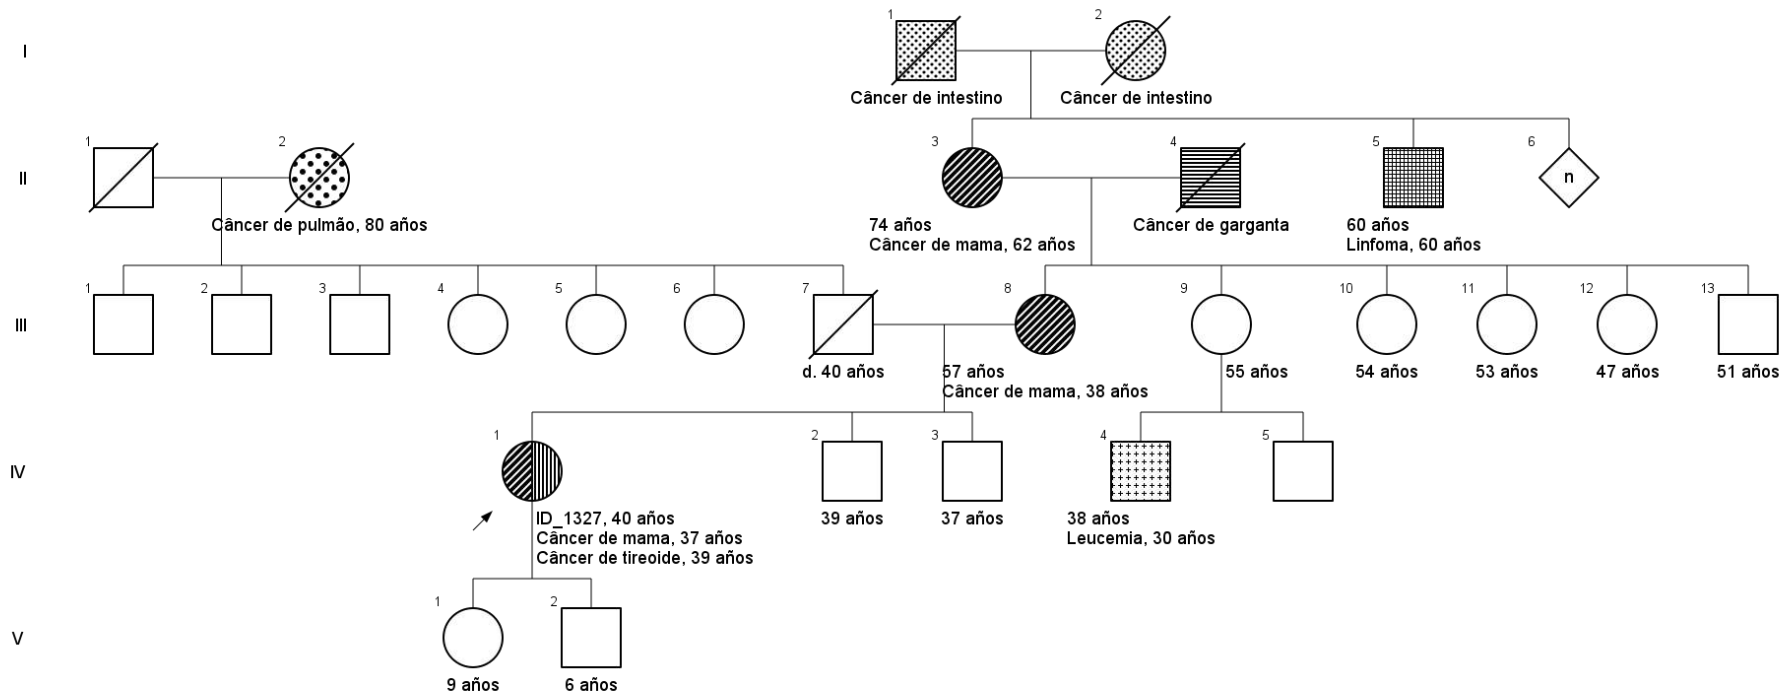 I
1
2
Câncer de intestino
Câncer de intestino
II
1
2
3
4
5
6
n
Câncer de pulmão, 80 años
74 años
Câncer de mama, 62 años
Câncer de garganta
60 años
Linfoma, 60 años
III
1
2
3
4
5
6
7
8
9
10
11
12
13
d. 40 años
57 años
Câncer de mama, 38 años
55 años
54 años
53 años
47 años
51 años
IV
1
2
3
4
5
ID_1327, 40 años
Câncer de mama, 37 años
Câncer de tireoide, 39 años
39 años
37 años
38 años
Leucemia, 30 años
V
1
2
9 años
6 años